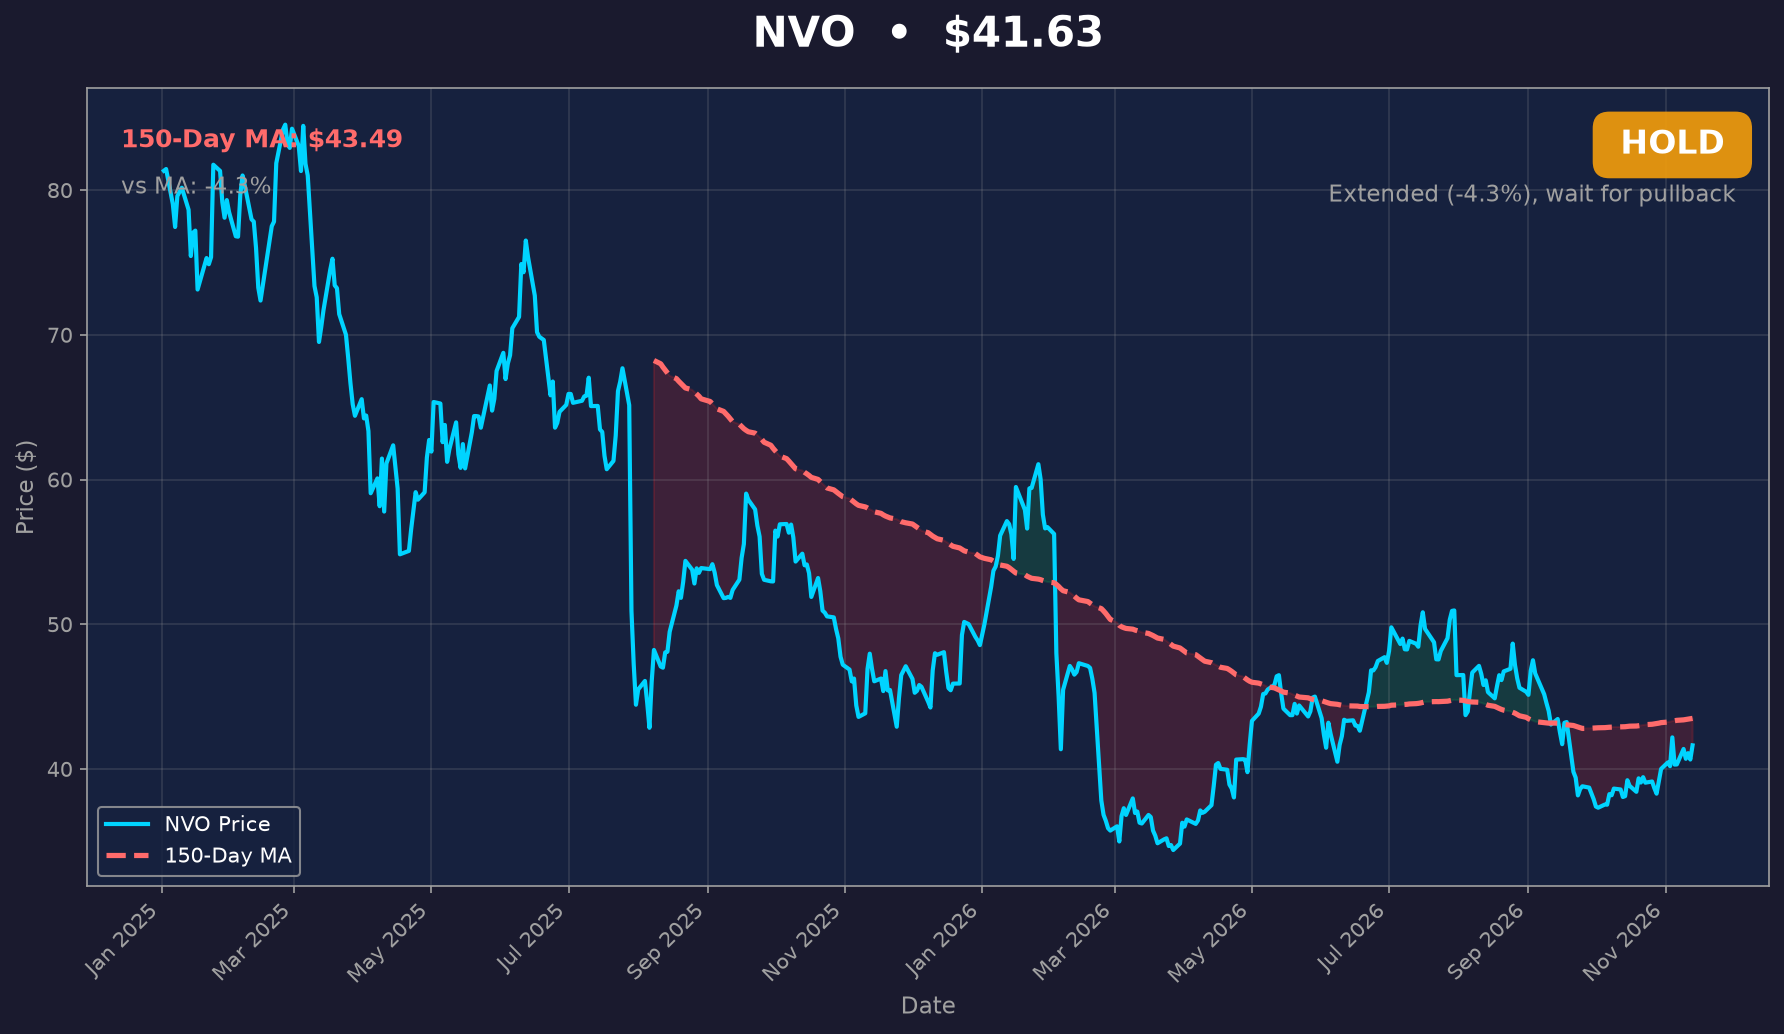 NVO • $41.63
150-Day MA: $43.49
vs MA: -4.3%
HOLD
Extended (-4.3%), wait for pullback
Price ($)
80
70
60
50
40
NVO Price
150-Day MA
Jan 2025
Mar 2025
May 2025
Jul 2025
Sep 2025
Nov 2025
Jan 2026
Mar 2026
May 2026
Jul 2026
Sep 2026
Nov 2026
Date